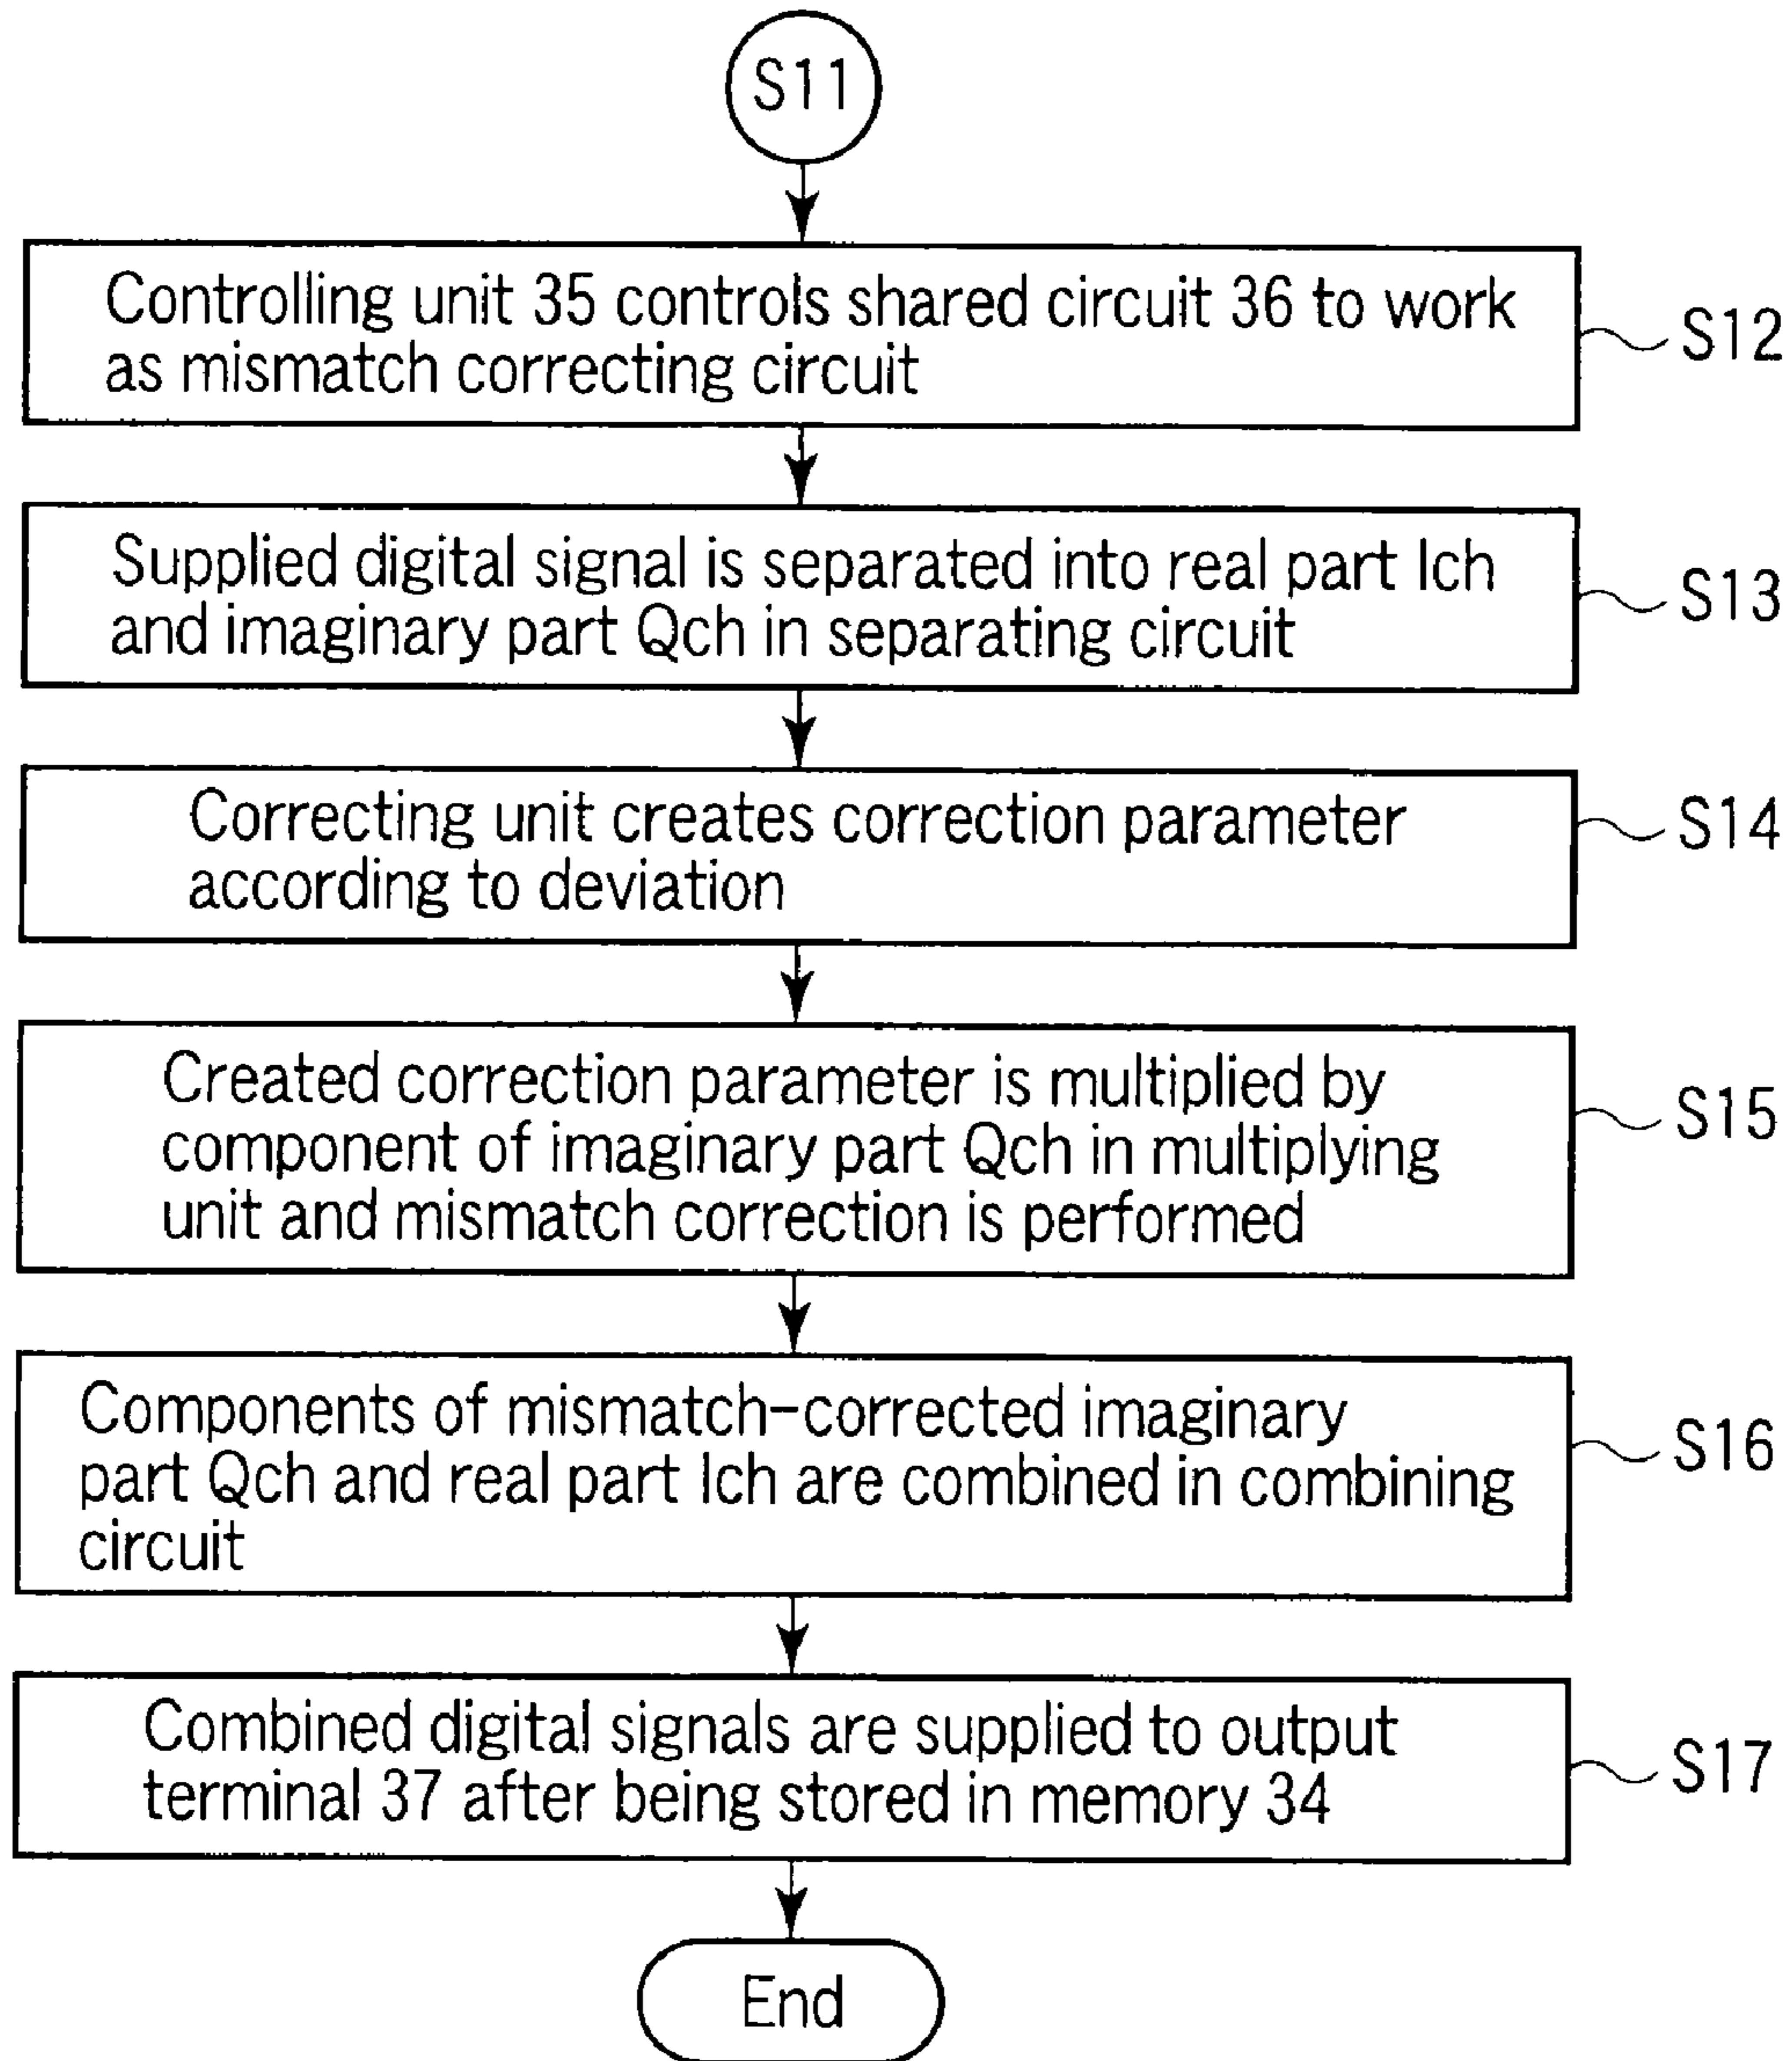 S11
Controlling unit 35 controls shared circuit 36 to work
as mismatch correcting circuit
S12
Supplied digital signal is separated into real part Ich
and imaginary part Qch in separating circuit
S13
Correcting unit creates correction parameter
according to deviation
S14
Created correction parameter is multiplied by
component of imaginary part Qch in multiplying
unit and mismatch correction is performed
S15
Components of mismatch-corrected imaginary
part Qch and real part Ich are combined in combining
circuit
S16
Combined digital signals are supplied to output
terminal 37 after being stored in memory 34
S17
End